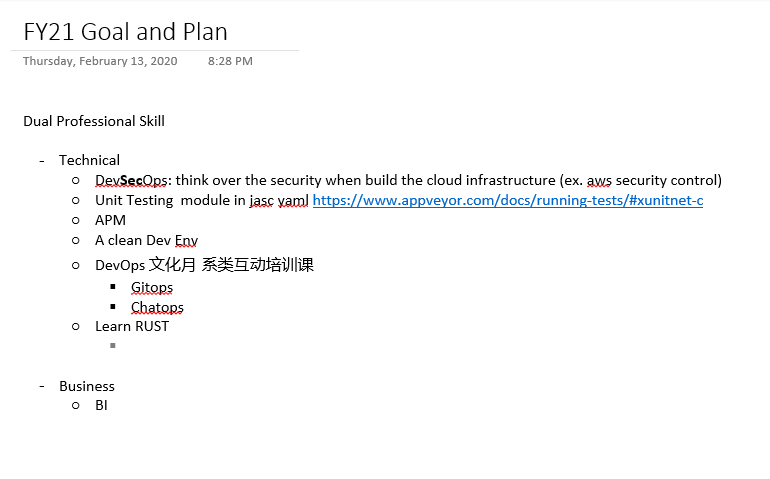 FY21 Goal and Plan
Thursday, February 13, 2020 8:28 PM
Dual Professional Skill
- Technical
o DevSecOps: think over the security when build the cloud infrastructure (ex. aws security control)
o Unit Testing  module in jasc yaml https://www.appveyor.com/docs/running-tests/#xunitnet-c
o APM
o A clean Dev Env
o DevOps 文化月 系类互动培训课
▪ Gitops
▪ Chatops
o Learn RUST
▪
- Business
o BI